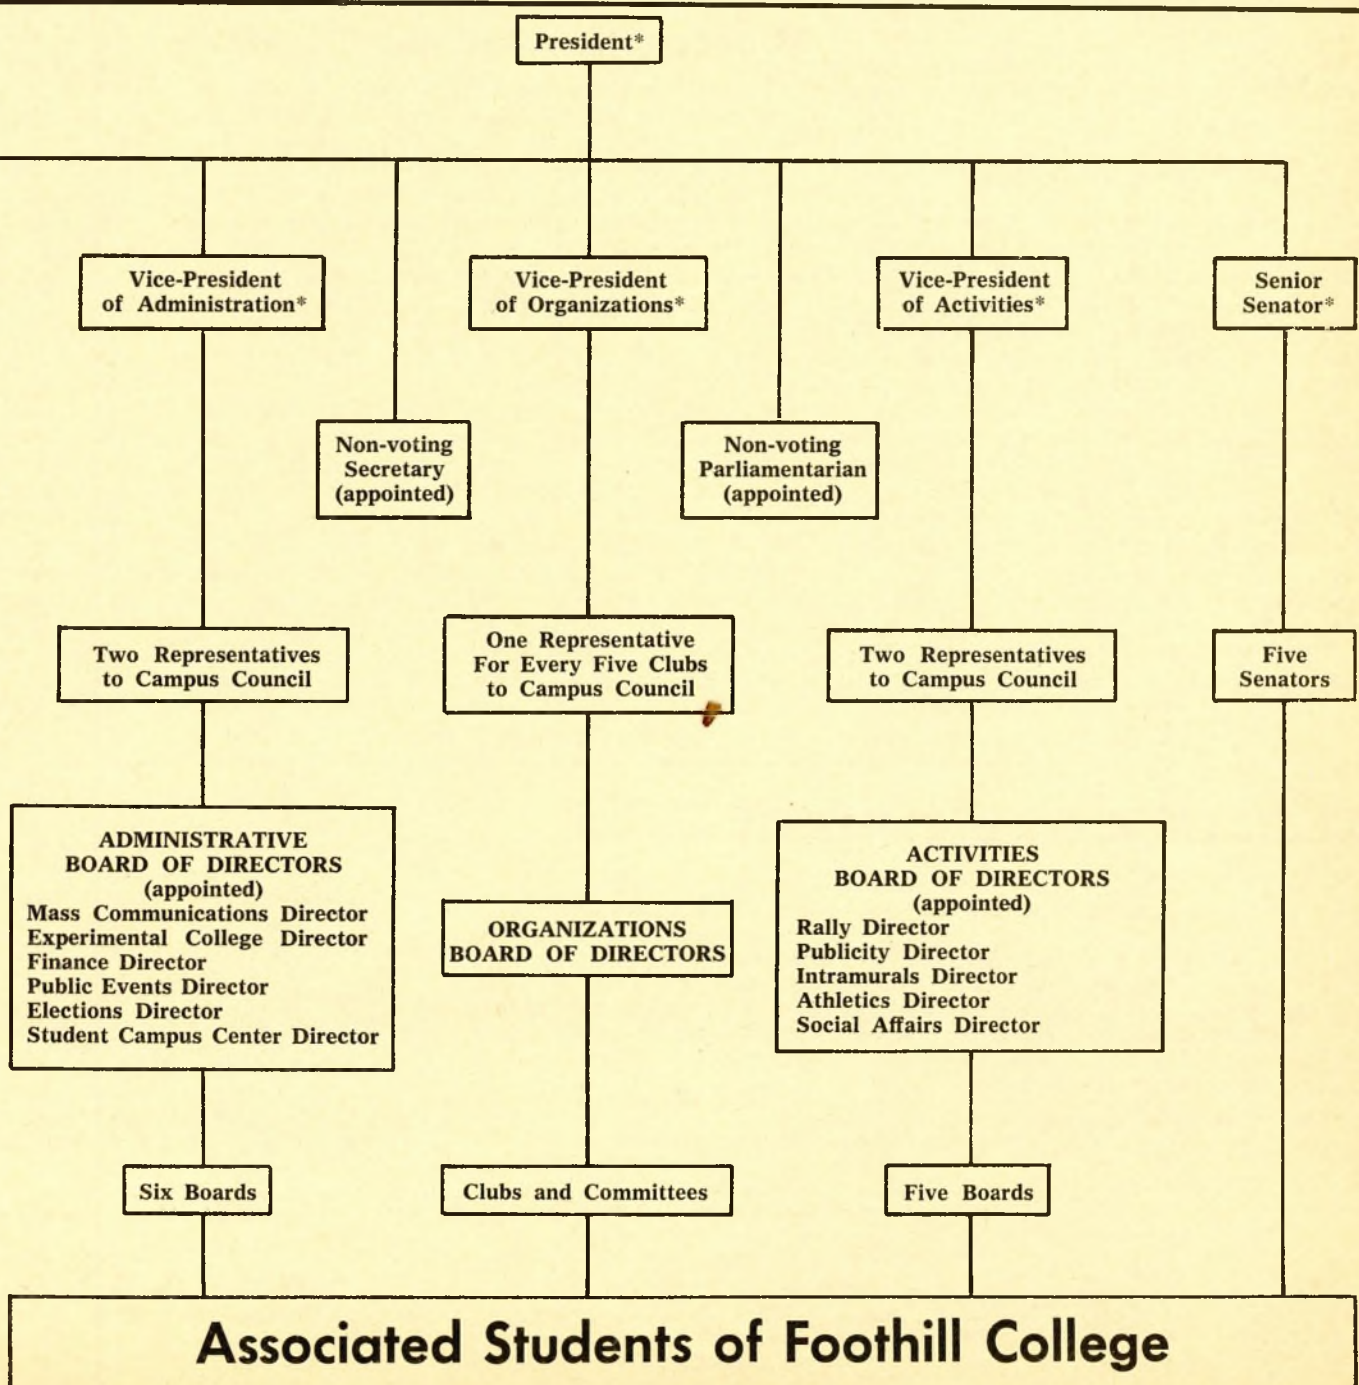 President*
Vice-President
of Administration*
Vice-President
of Organizations*
Vice-President
of Activities*
Senior
Senator*
Non-voting
Secretary
(appointed)
Non-voting
Parliamentarian
(appointed)
Two Representatives
to Campus Council
One Representative
For Every Five Clubs
to Campus Council
Two Representatives
to Campus Council
Five
Senators
ADMINISTRATIVE
BOARD OF DIRECTORS
(appointed)
Mass Communications Director
Experimental College Director
Finance Director
Public Events Director
Elections Director
Student Campus Center Director
ORGANIZATIONS
BOARD OF DIRECTORS
ACTIVITIES
BOARD OF DIRECTORS
(appointed)
Rally Director
Publicity Director
Intramurals Director
Athletics Director
Social Affairs Director
Six Boards
Clubs and Committees
Five Boards
Associated Students of Foothill College